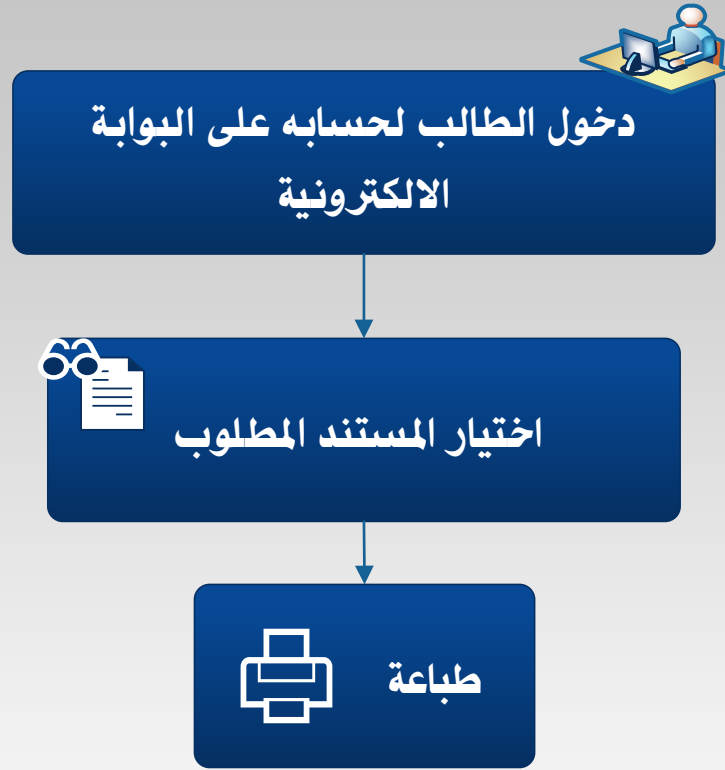 دخول الطالب لحسابه على البوابة
الالكترونية
اختيار المستند المطلوب
طباعة